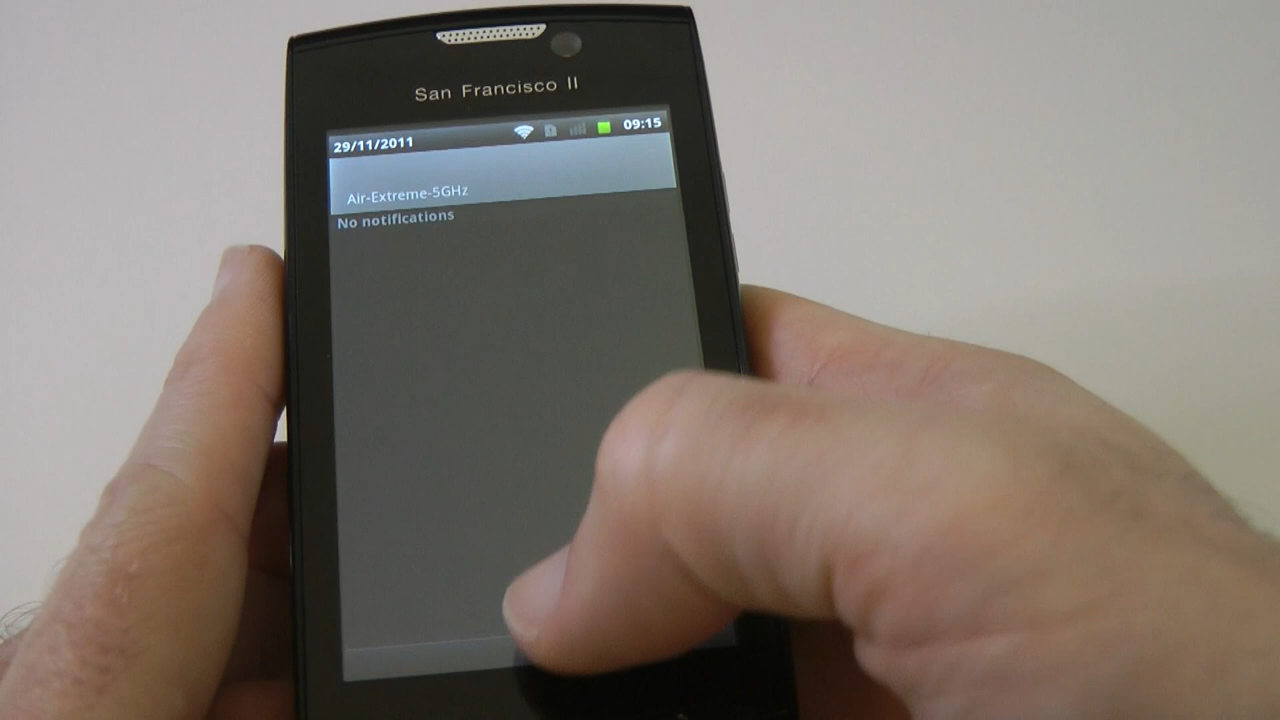 San Francisco II
29/11/2011 09:15
Air-Extreme-5GHz
No notifications